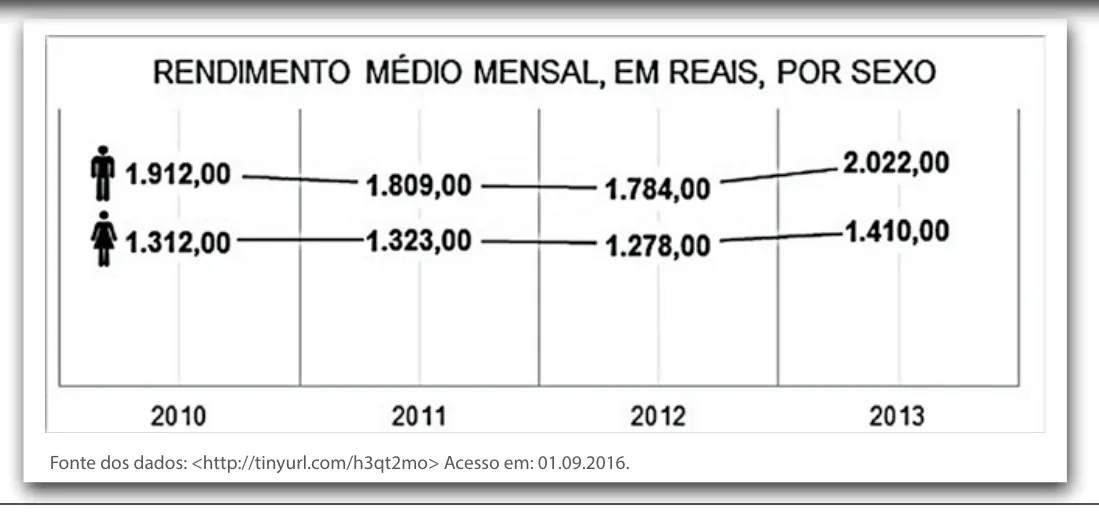 RENDIMENTO MÉDIO MENSAL, EM REAIS, POR SEXO
1.912,00 1.809,00 1.784,00 2.022,00
1.312,00 1.323,00 1.278,00 1.410,00
2010 2011 2012 2013
Fonte dos dados: <http://tinyurl.com/h3qt2mo> Acesso em: 01.09.2016.